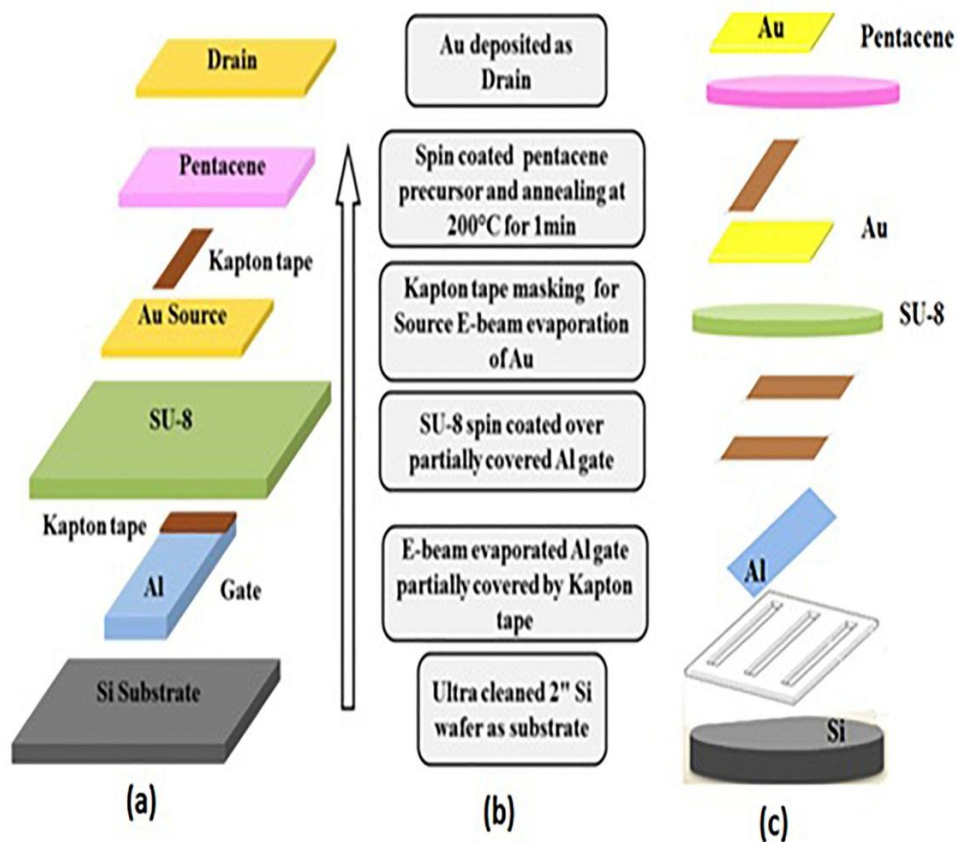 Drain
Pentacene
Kapton tape
Au Source
SU-8
Kapton tape
Al
Gate
Si Substrate
(a)
Au deposited as
Drain
Spin coated pentacene
precursor and annealing at
200°C for 1min
Kapton tape masking for
Source E-beam evaporation
of Au
SU-8 spin coated over
partially covered Al gate
E-beam evaporated Al gate
partially covered by Kapton
tape
Ultra cleaned 2" Si
wafer as substrate
(b)
Au
Pentacene
Au
SU-8
Al
Si
(c)